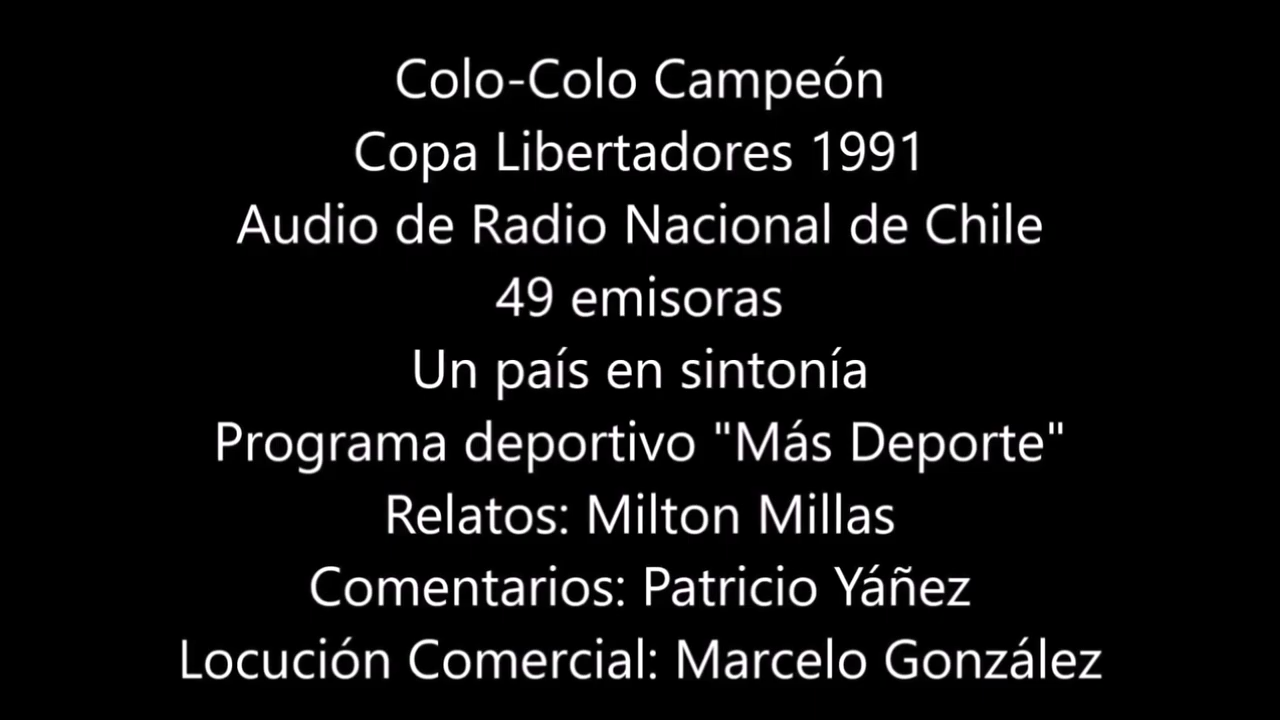 Colo-Colo Campeón
Copa Libertadores 1991
Audio de Radio Nacional de Chile
49 emisoras
Un país en sintonía
Programa deportivo "Más Deporte"
Relatos: Milton Millas
Comentarios: Patricio Yáñez
Locución Comercial: Marcelo González